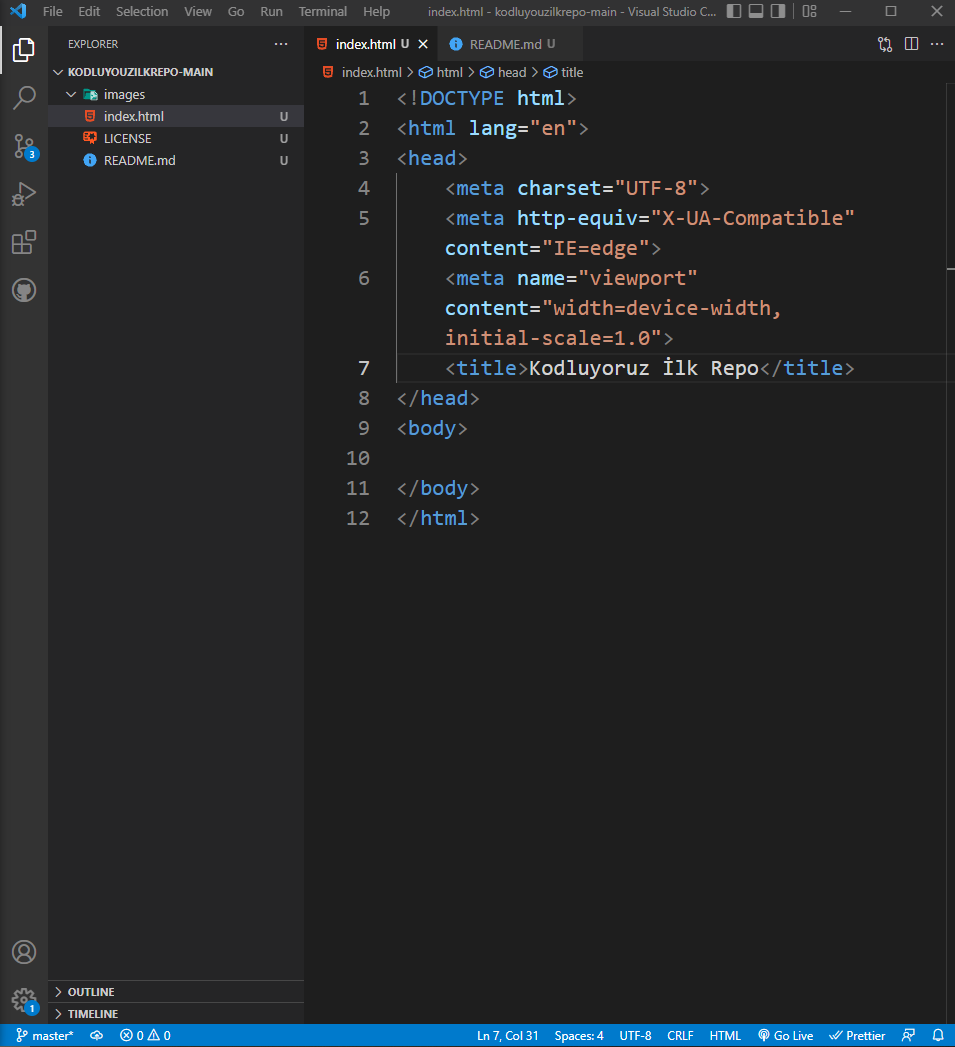 File Edit Selection View Go Run Terminal Help index.html - kodluyouzilkrepo-main - Visual Studio C...
EXPLORER
index.html U
README.md U
KODLUYOUZILKREPO-MAIN
index.html > html > head > title
images
index.html U
LICENSE U
README.md U
3
1 <!DOCTYPE html>
2 <html lang="en">
3 <head>
4 <meta charset="UTF-8">
5 <meta http-equiv="X-UA-Compatible"
content="IE=edge">
6 <meta name="viewport"
content="width=device-width,
initial-scale=1.0">
7 <title>Kodluyoruz İlk Repo</title>
8 </head>
9 <body>
10
11 </body>
12 </html>
OUTLINE
TIMELINE
1
master* 0 0 Ln 7, Col 31 Spaces: 4 UTF-8 CRLF HTML Go Live Prettier